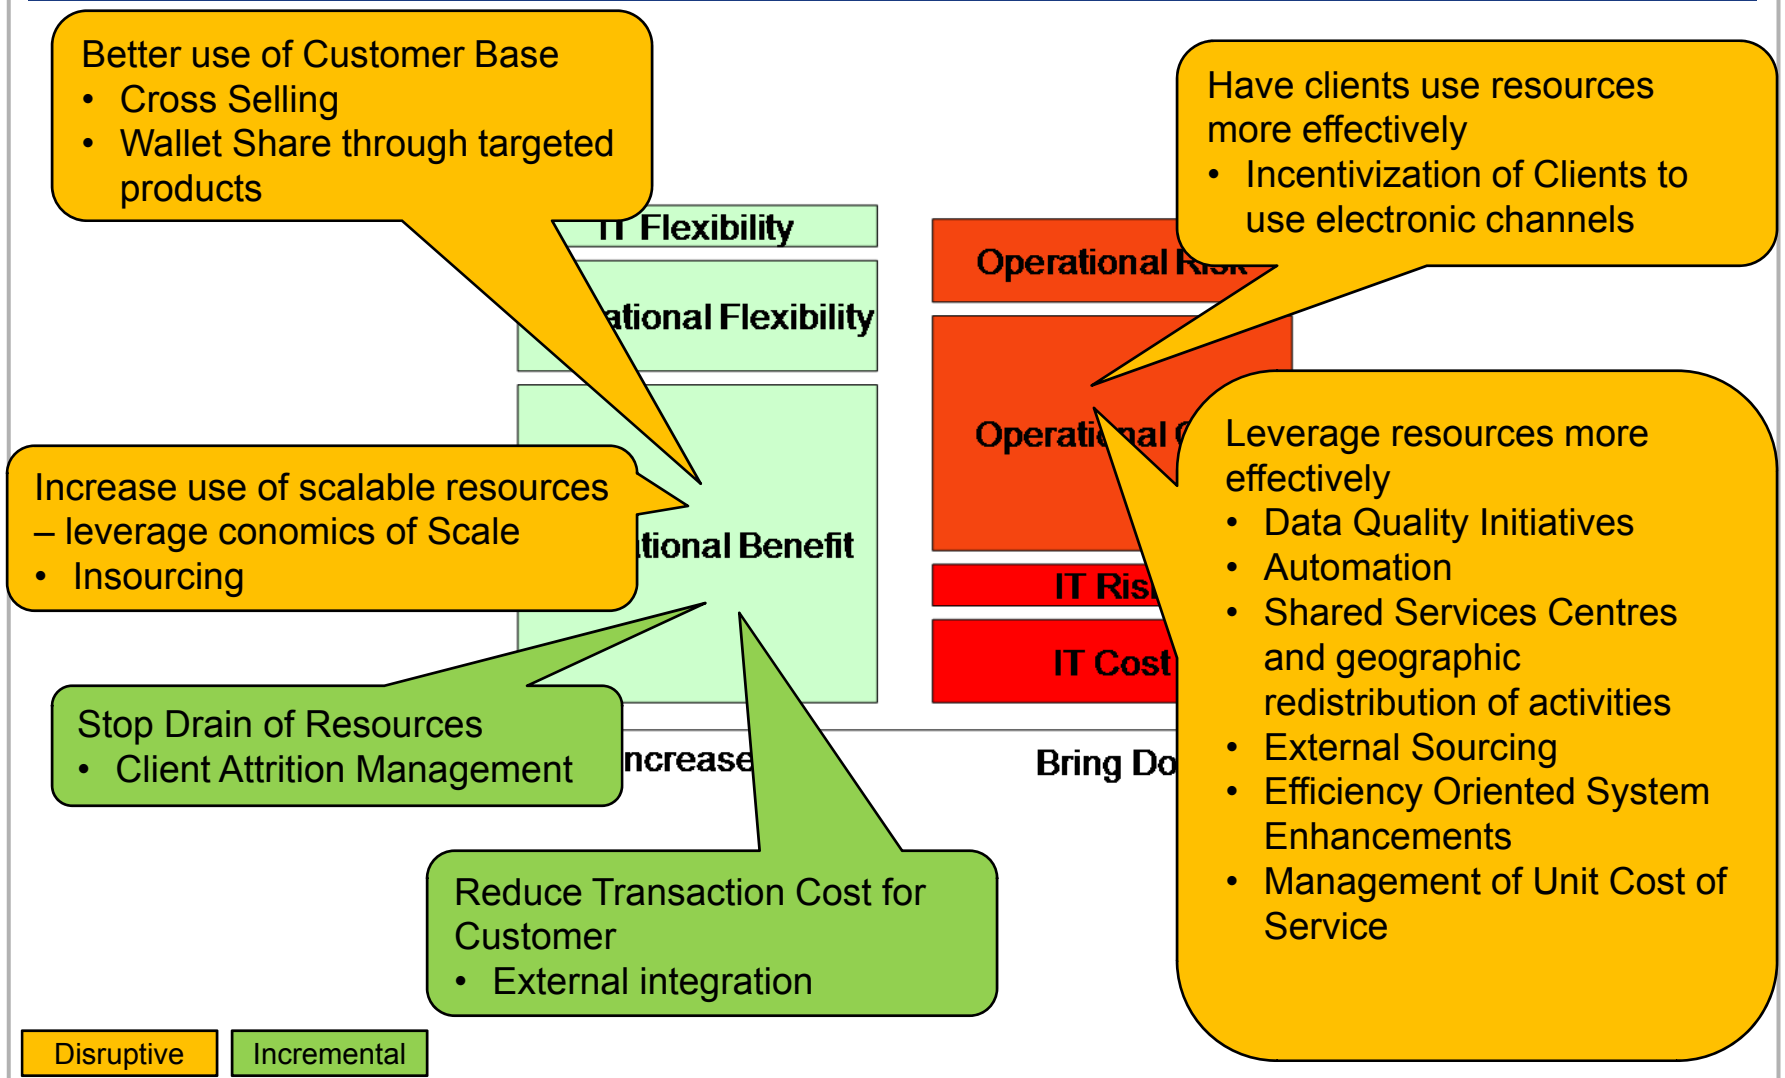 Better use of Customer Base
• Cross Selling
• Wallet Share through targeted
products
Have clients use resources
more effectively
• Incentivization of Clients to
use electronic channels
IT Flexibility
ational Flexibility
tional Benefit
Operational Risk
Operational
IT Ris
IT Cost
Increase use of scalable resources
– leverage conomics of Scale
• Insourcing
Leverage resources more
effectively
• Data Quality Initiatives
• Automation
• Shared Services Centres
and geographic
redistribution of activities
• External Sourcing
• Efficiency Oriented System
Enhancements
• Management of Unit Cost of
Service
Stop Drain of Resources
• Client Attrition Management
ncrease
Bring Do
Reduce Transaction Cost for
Customer
• External integration
Disruptive
Incremental